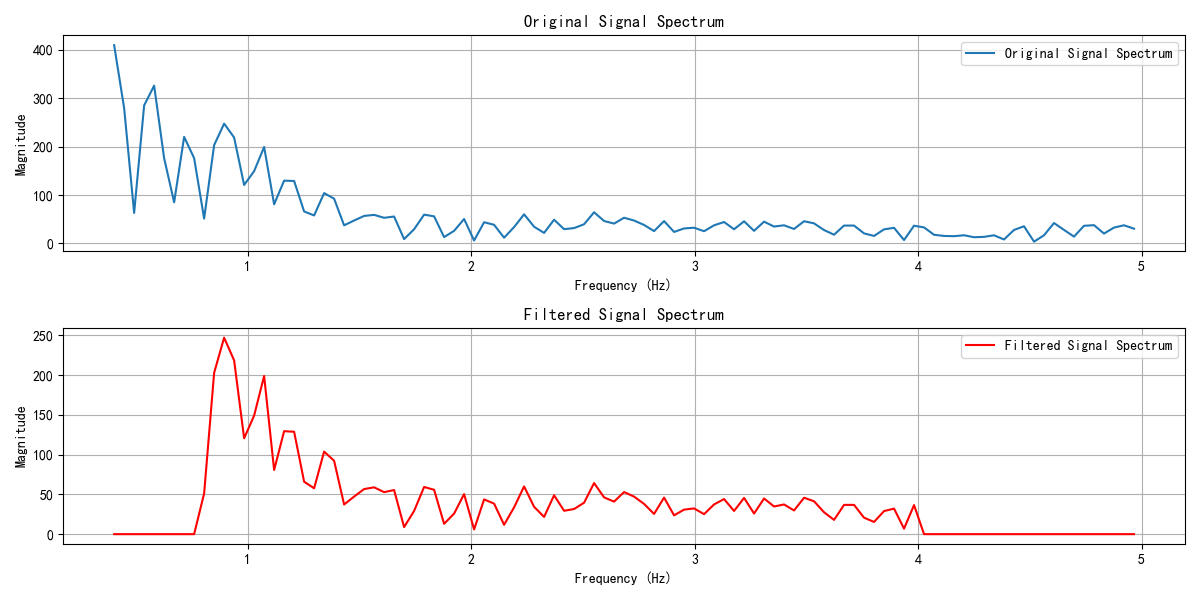 Original Signal Spectrum
400
300
200
100
0
Magnitude
Original Signal Spectrum
1 2 3 4 5
Frequency (Hz)
Filtered Signal Spectrum
250
200
150
100
50
0
Magnitude
Filtered Signal Spectrum
1 2 3 4 5
Frequency (Hz)